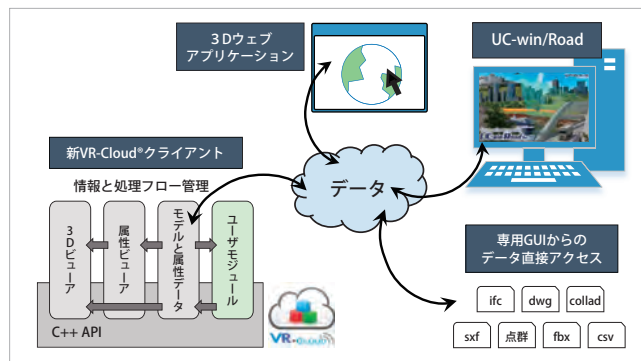 3Dウェブ
アプリケーション
UC-win/Road
新VR-Cloud®クライアント
情報と処理フロー管理
データ
3Dビューア
属性ビューア
モデルと属性データ
ユーザモジュール
C++ API
VR-Cloud
専用GUIからの
データ直接アクセス
ifc
dwg
collad
sxf
点群
fbx
csv